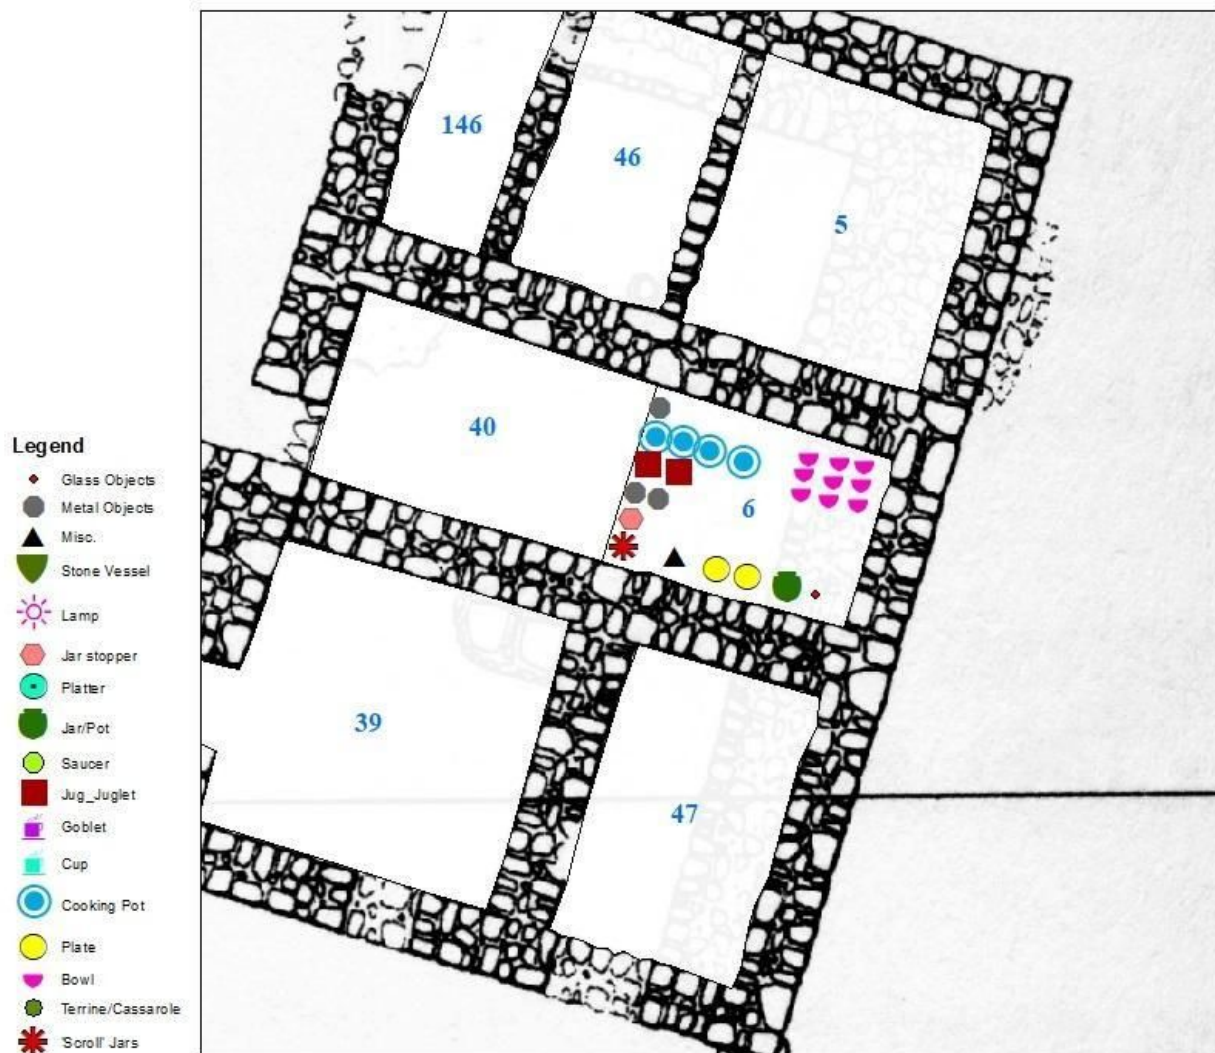 146
46
5
40
6
39
47
Legend
Glass Objects
Metal Objects
Misc.
Stone Vessel
Lamp
Jar stopper
Platter
Jar/Pot
Saucer
Jug_Juglet
Goblet
Cup
Cooking Pot
Plate
Bowl
Terrine/Cassarole
'Scroll' Jars